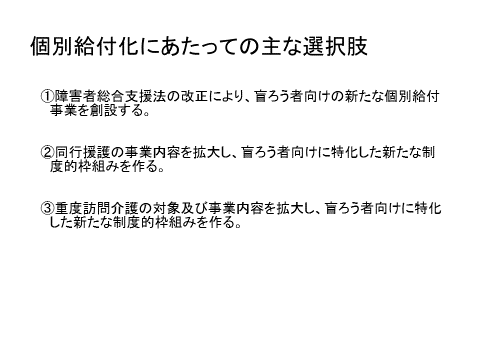 個別給付化にあたっての主な選択肢
①障害者総合支援法の改正により、盲ろう者向けの新たな個別給付
事業を創設する。
②同行援護の事業内容を拡大し、盲ろう者向けに特化した新たな制
度的枠組みを作る。
③重度訪問介護の対象及び事業内容を拡大し、盲ろう者向けに特化
した新たな制度的枠組みを作る。